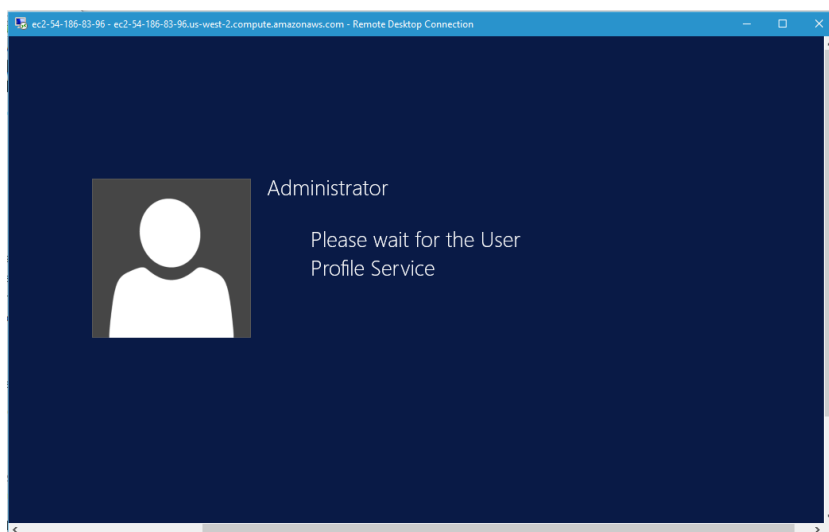 ec2-54-186-83-96 - ec2-54-186-83-96.us-west-2.compute.amazonaws.com - Remote Desktop Connection
Administrator
Please wait for the User
Profile Service